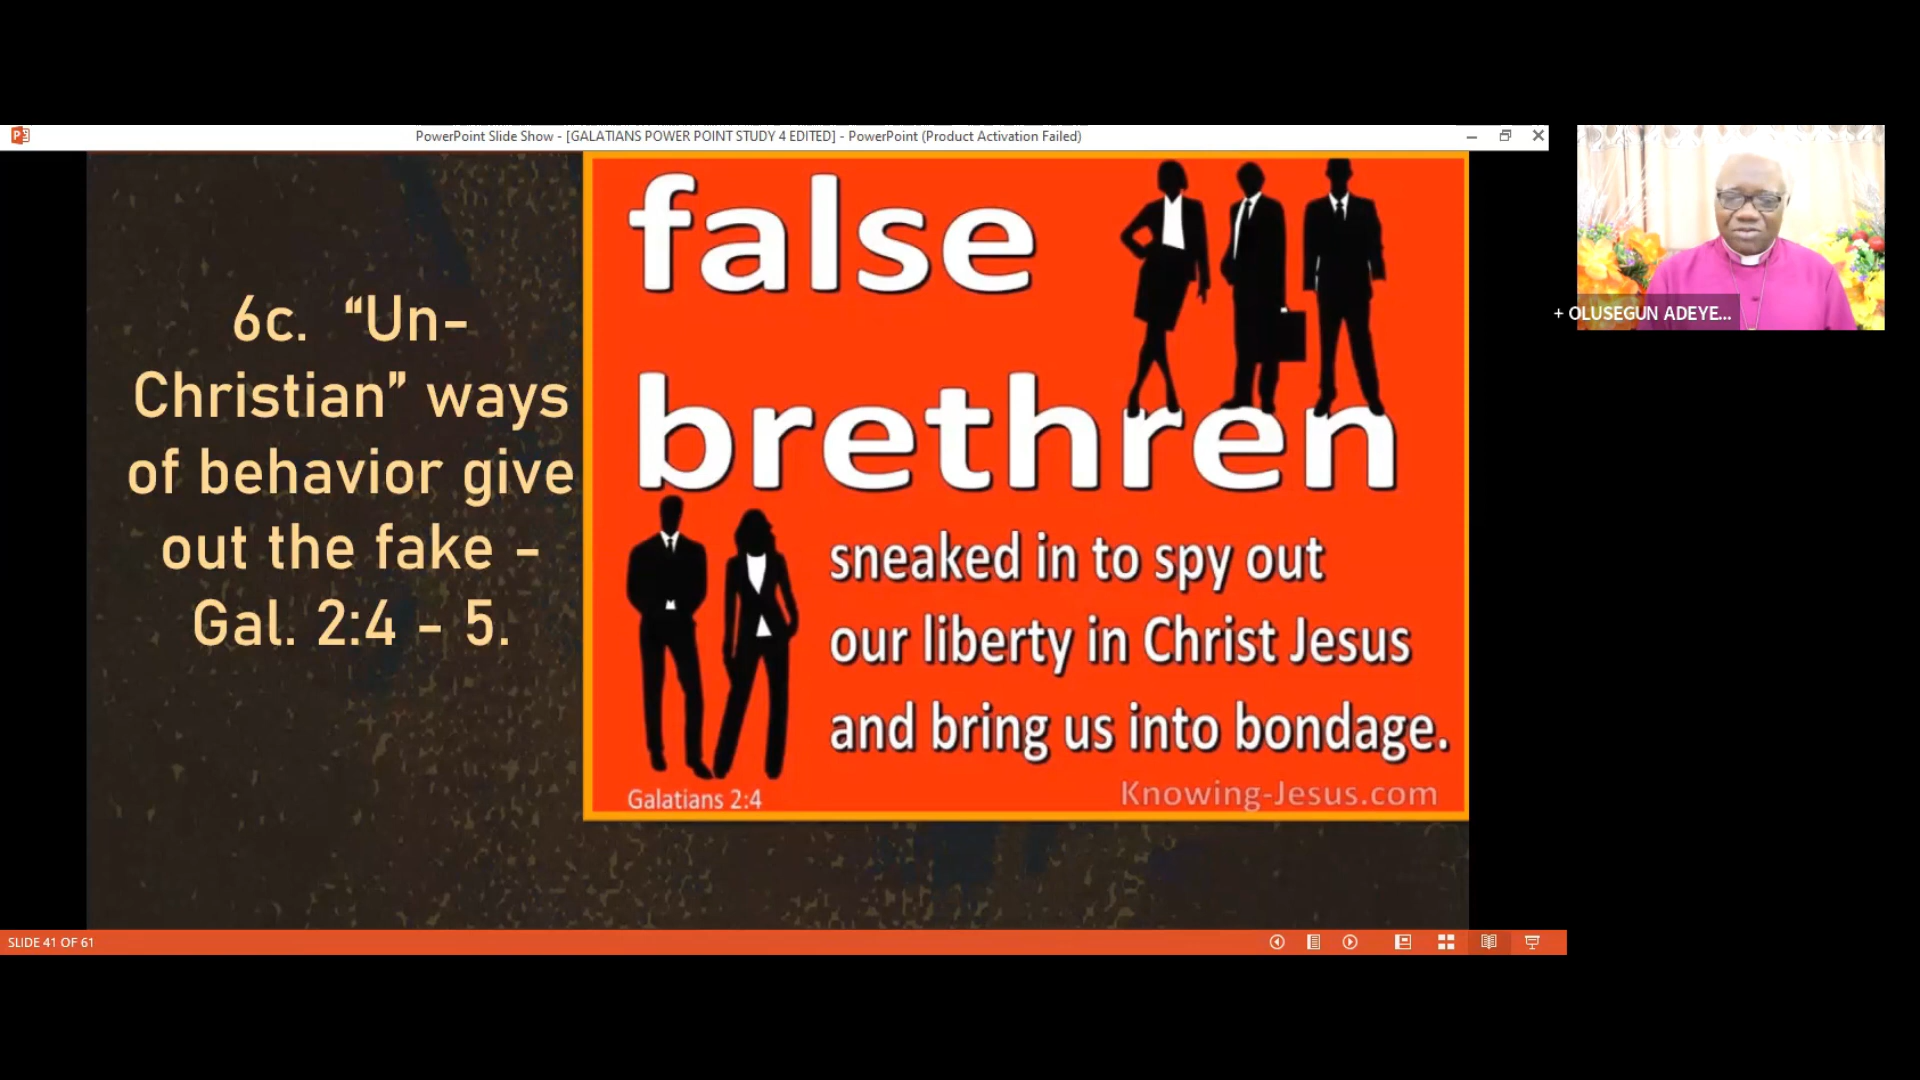 PowerPoint Slide Show - [GALATIANS POWER POINT STUDY 4 EDITED] - PowerPoint (Product Activation Failed)
6c. “Un-
Christian” ways
of behavior give
out the fake -
Gal. 2:4 - 5.
false
brethren
sneaked in to spy out
our liberty in Christ Jesus
and bring us into bondage.
Galatians 2:4
Knowing-Jesus.com
+ OLUSEGUN ADEYE...
SLIDE 41 OF 61